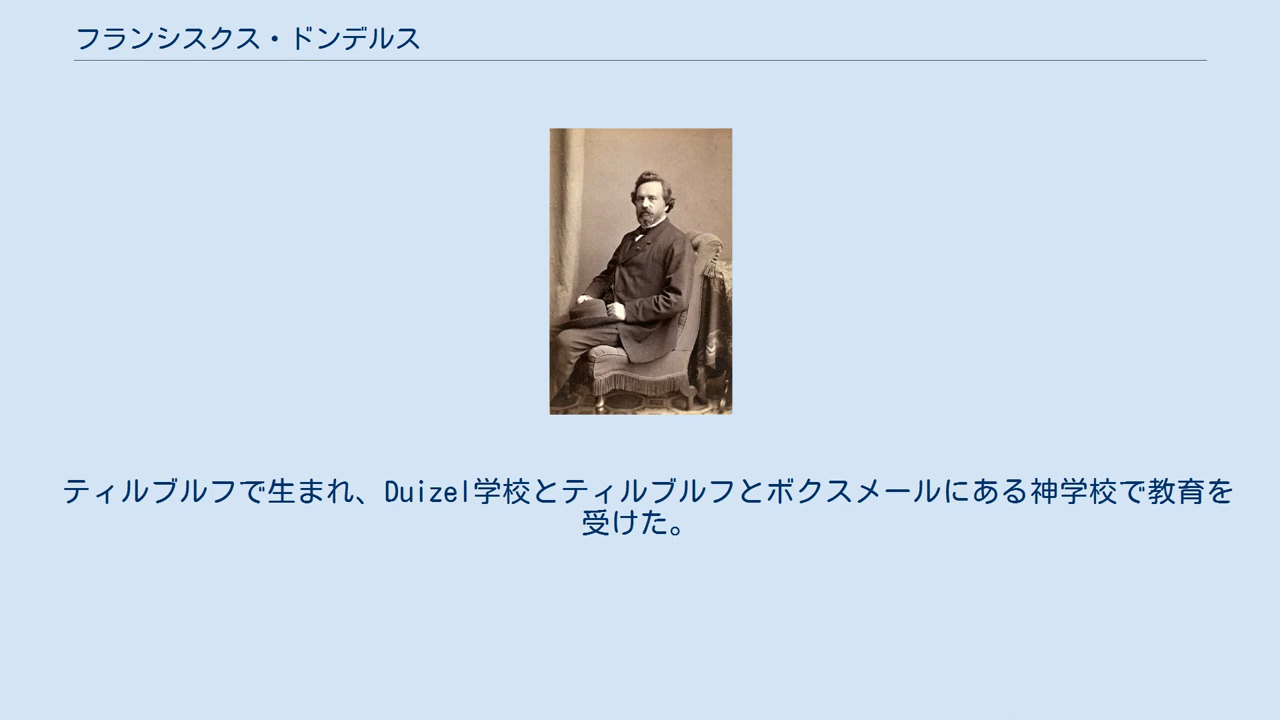 フランシスクス・ドンデルス
ティルブルフで生まれ、Duizel学校とティルブルフとボクスメールにある神学校で教育を
受けた。